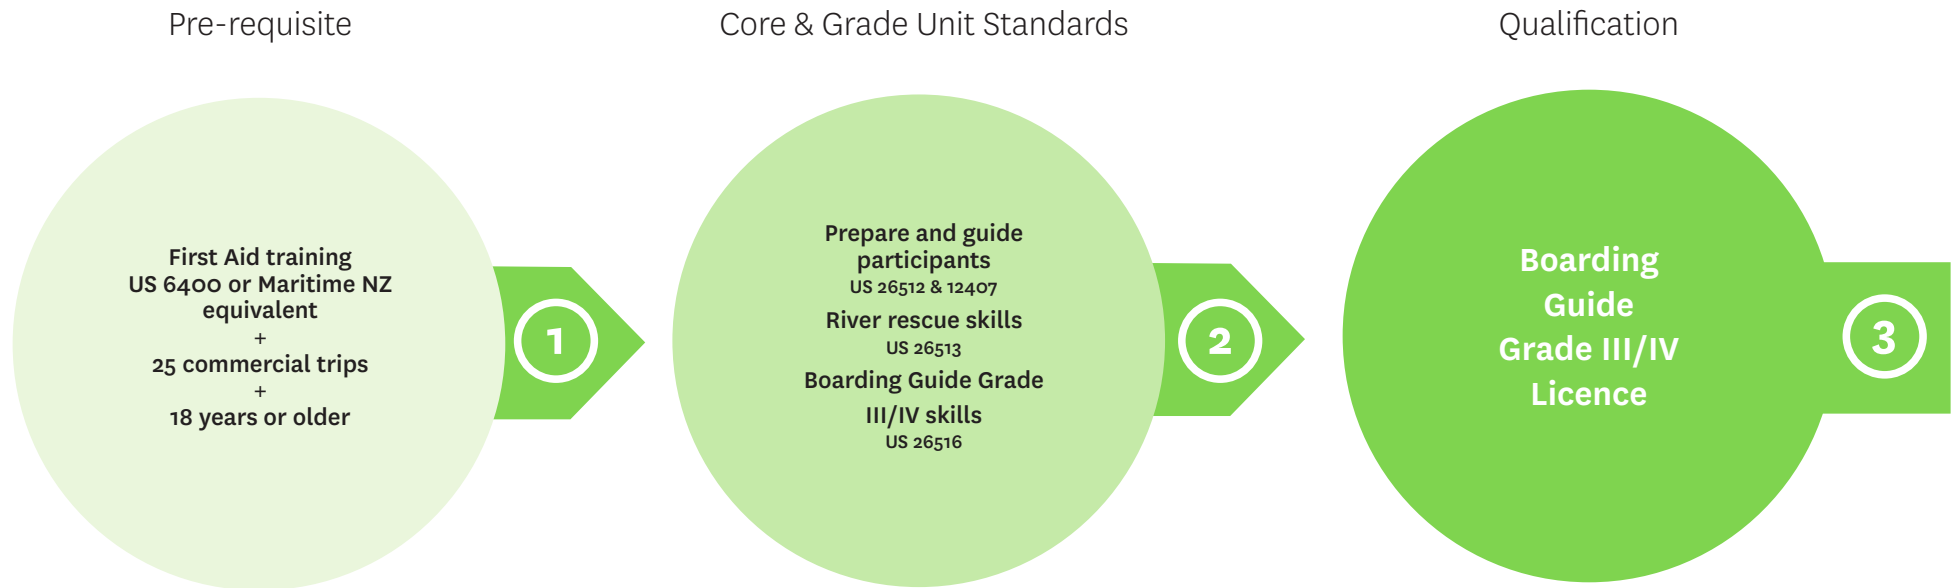 Pre-requisite
Core & Grade Unit Standards
Qualification
First Aid training
US 6400 or Maritime NZ
equivalent
+
25 commercial trips
+
18 years or older
1
Prepare and guide
participants
US 26512 & 12407
River rescue skills
US 26513
Boarding Guide Grade
III/IV skills
US 26516
2
Boarding
Guide
Grade III/IV
Licence
3